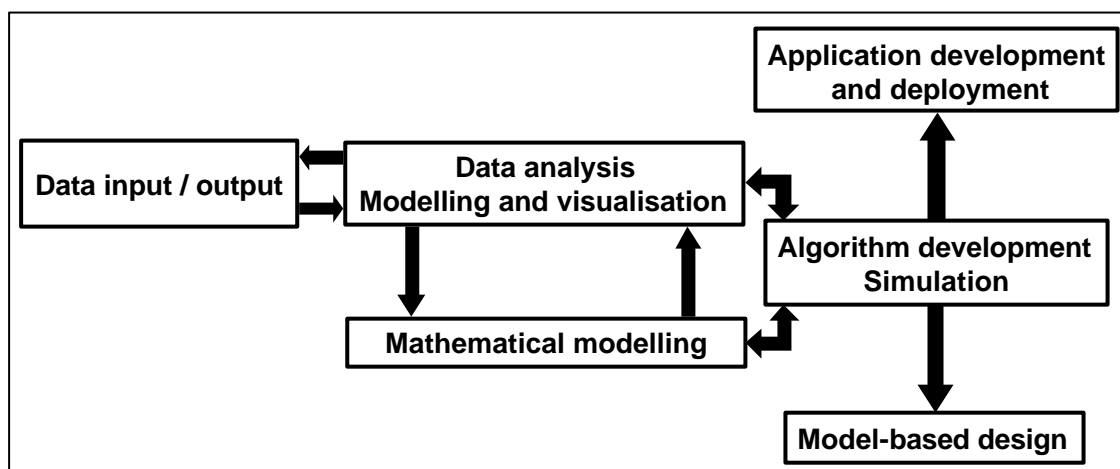 Application development
and deployment
Data input / output
Data analysis
Modelling and visualisation
Algorithm development
Simulation
Mathematical modelling
Model-based design